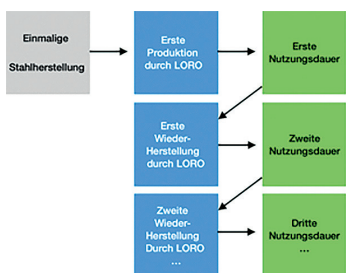 Einmalige
Stahlherstellung
Erste
Produktion
durch LORO
Erste
Nutzungsdauer
Erste
Wieder-
Herstellung
durch LORO
Zweite
Nutzungsdauer
Zweite
Wieder-
Herstellung
Durch LORO
...
Dritte
Nutzungsdauer
...